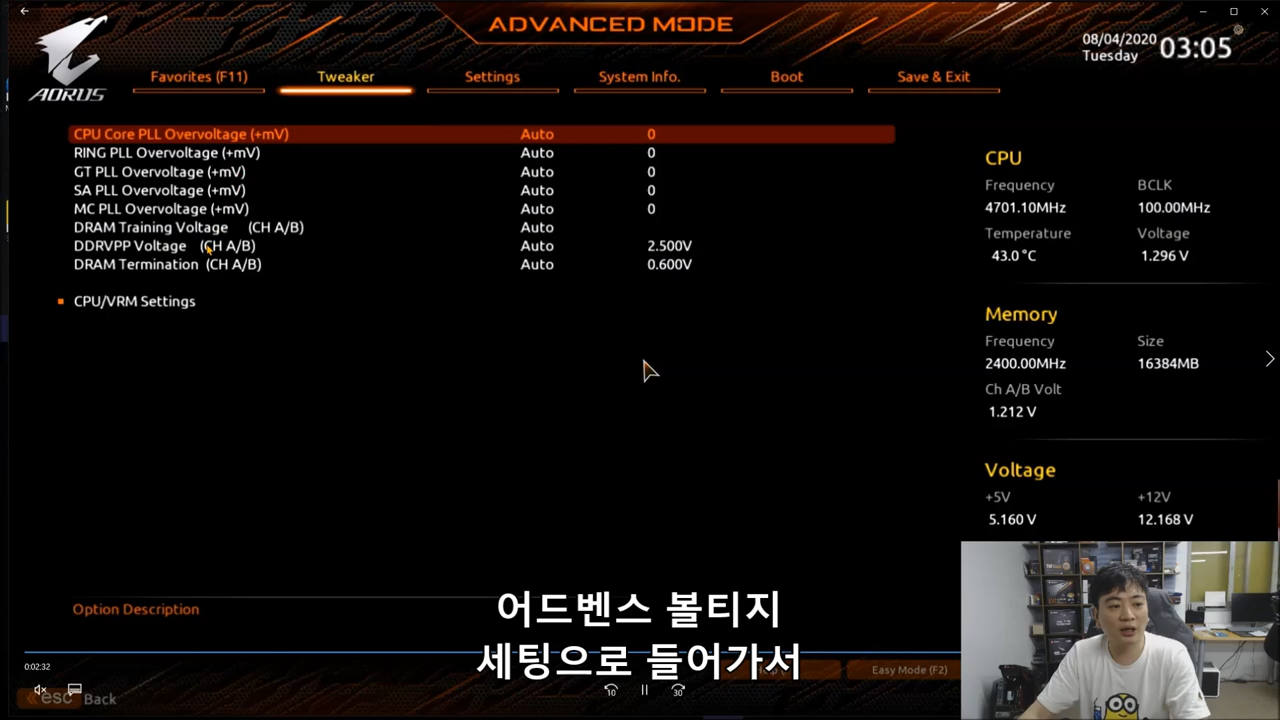 ADVANCED MODE
08/04/2020
Tuesday
03:05
AORUS
Favorites (F11)
Tweaker
Settings
System Info.
Boot
Save & Exit
CPU Core PLL Overvoltage (+mV) Auto 0
RING PLL Overvoltage (+mV) Auto 0
GT PLL Overvoltage (+mV) Auto 0
SA PLL Overvoltage (+mV) Auto 0
MC PLL Overvoltage (+mV) Auto 0
DRAM Training Voltage (CH A/B) Auto
DDRVPP Voltage (CH A/B) Auto 2.500V
DRAM Termination (CH A/B) Auto 0.600V
CPU/VRM Settings
CPU
Frequency BCLK
4701.10MHz 100.00MHz
Temperature Voltage
43.0 °C 1.296 V
Memory
Frequency Size
2400.00MHz 16384MB
Ch A/B Volt
1.212 V
Voltage
+5V +12V
5.160 V 12.168 V
Option Description
어드벤스 볼티지
세팅으로 들어가서
0:02:32
Easy Mode (F2)
esc Back
10
30